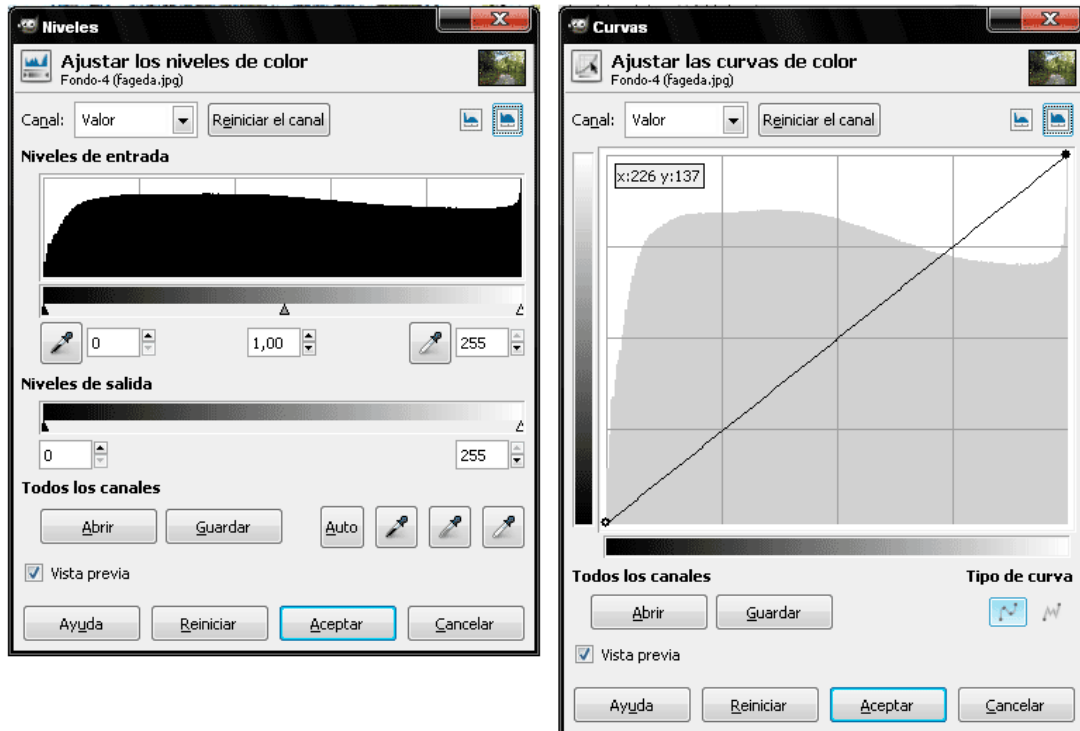 Niveles
Ajustar los niveles de color
Fondo-4 (fageda.jpg)
Canal: Valor Reiniciar el canal
Niveles de entrada
0 1,00 255
Niveles de salida
0 255
Todos los canales
Abrir Guardar Auto
Vista previa
Ayuda Reiniciar Aceptar Cancelar
Curvas
Ajustar las curvas de color
Fondo-4 (fageda.jpg)
Canal: Valor Reiniciar el canal
x:226 y:137
Todos los canales Tipo de curva
Abrir Guardar
Vista previa
Ayuda Reiniciar Aceptar Cancelar